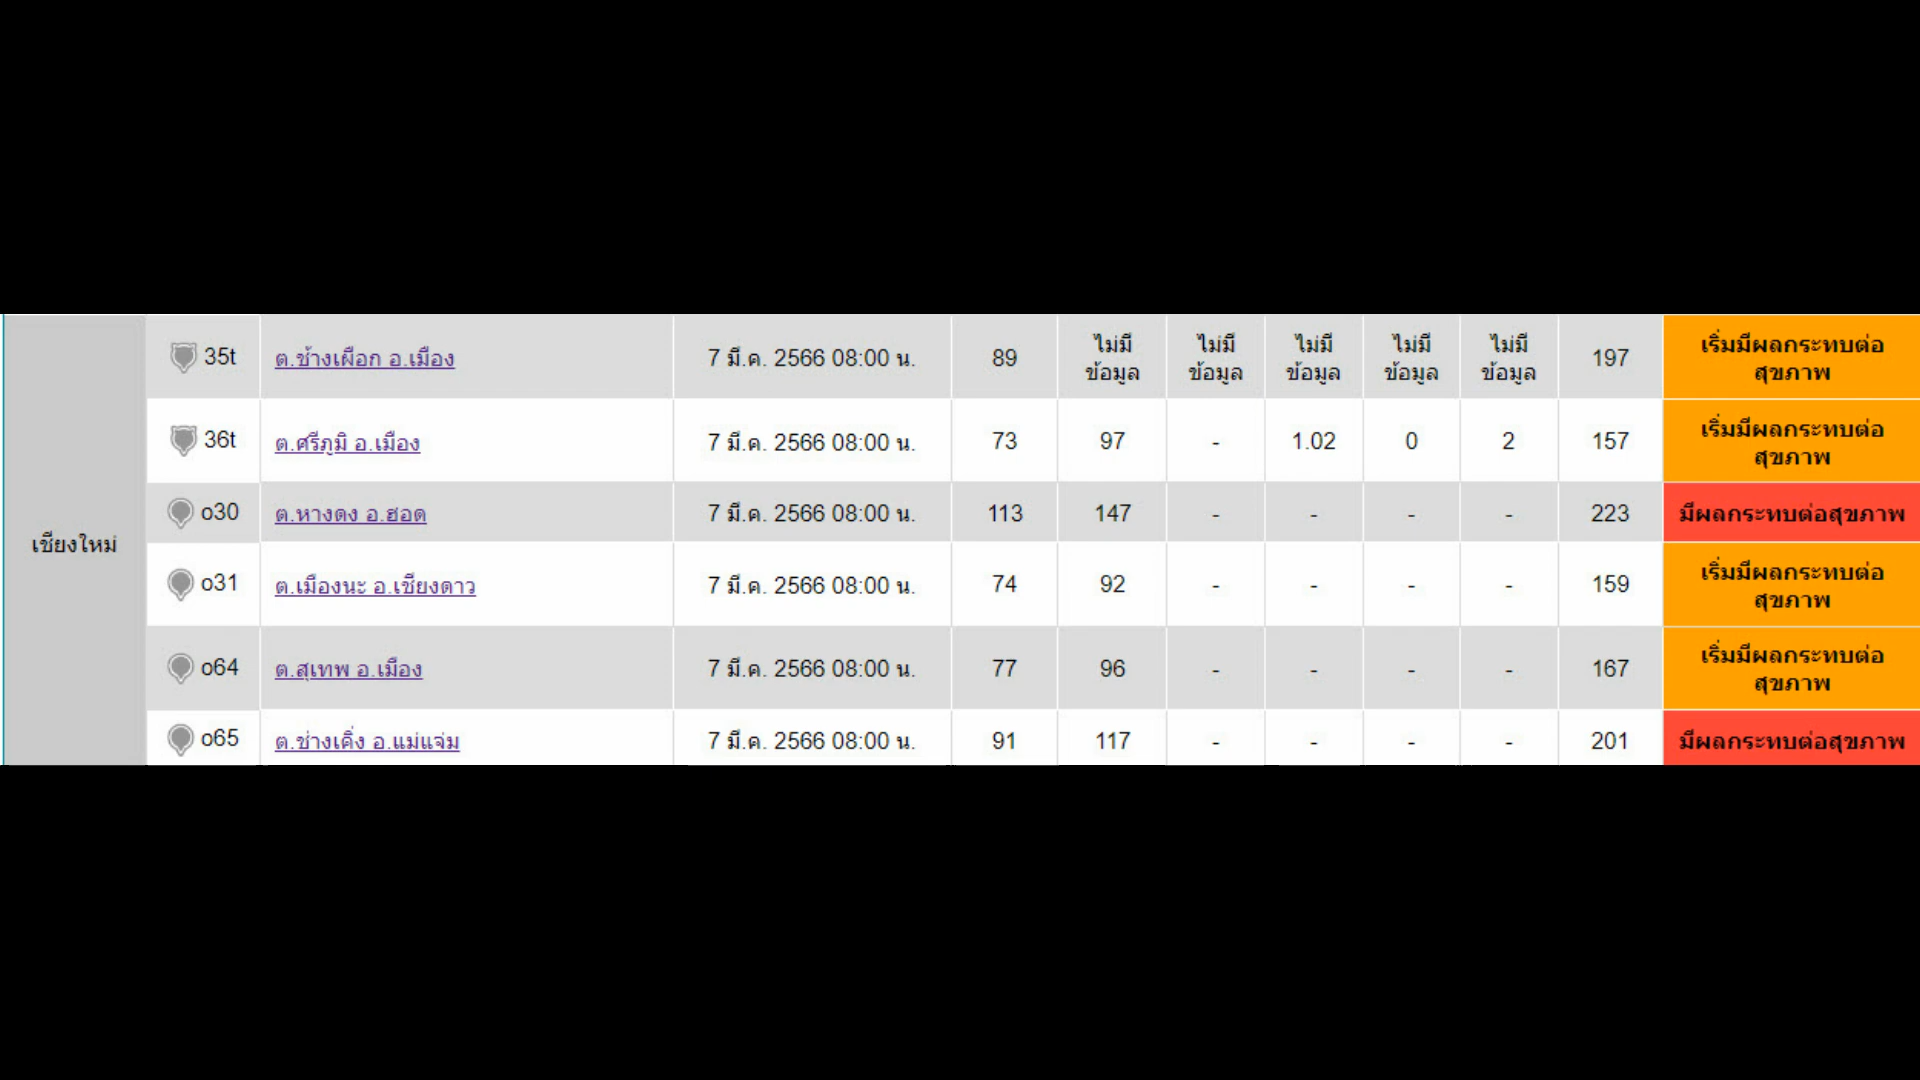 เชียงใหม่
35t ต.ช้างเผือก อ.เมือง 7 มี.ค. 2566 08:00 น. 89 ไม่มีข้อมูล ไม่มีข้อมูล ไม่มีข้อมูล ไม่มีข้อมูล ไม่มีข้อมูล 197 เริ่มมีผลกระทบต่อสุขภาพ
36t ต.ศรีภูมิ อ.เมือง 7 มี.ค. 2566 08:00 น. 73 97 - 1.02 0 2 157 เริ่มมีผลกระทบต่อสุขภาพ
o30 ต.หางดง อ.ฮอด 7 มี.ค. 2566 08:00 น. 113 147 - - - - 223 มีผลกระทบต่อสุขภาพ
o31 ต.เมืองนะ อ.เชียงดาว 7 มี.ค. 2566 08:00 น. 74 92 - - - - 159 เริ่มมีผลกระทบต่อสุขภาพ
o64 ต.สุเทพ อ.เมือง 7 มี.ค. 2566 08:00 น. 77 96 - - - - 167 เริ่มมีผลกระทบต่อสุขภาพ
o65 ต.ช่างเคิ่ง อ.แม่แจ่ม 7 มี.ค. 2566 08:00 น. 91 117 - - - - 201 มีผลกระทบต่อสุขภาพ